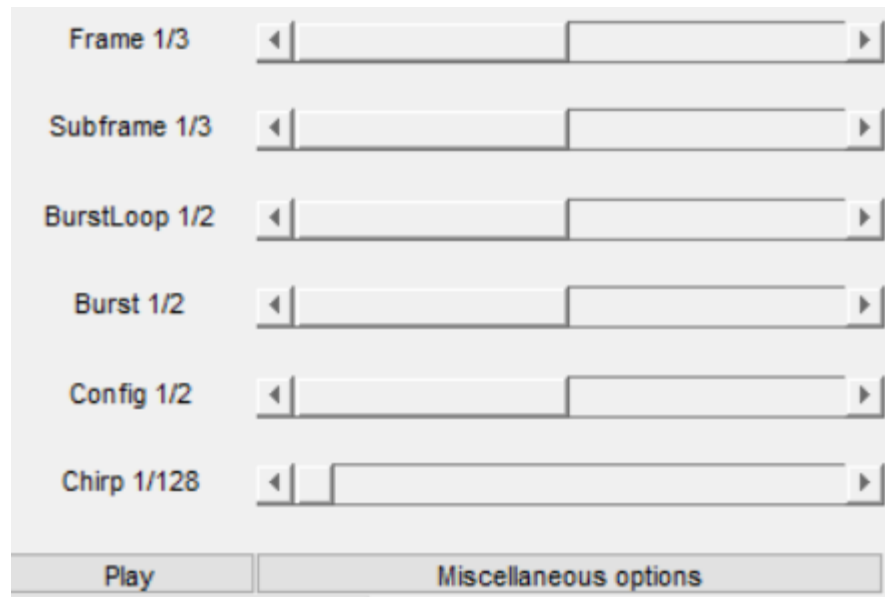 Frame 1/3
Subframe 1/3
BurstLoop 1/2
Burst 1/2
Config 1/2
Chirp 1/128
Play Miscellaneous options